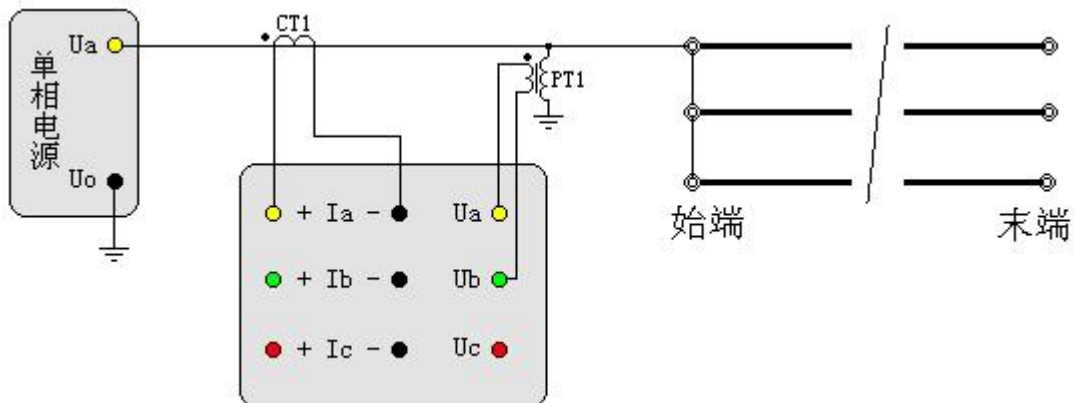 单相电源
Ua
Uo
CT1
PT1
+ Ia -
Ua
+ Ib -
Ub
+ Ic -
Uc
始端
末端